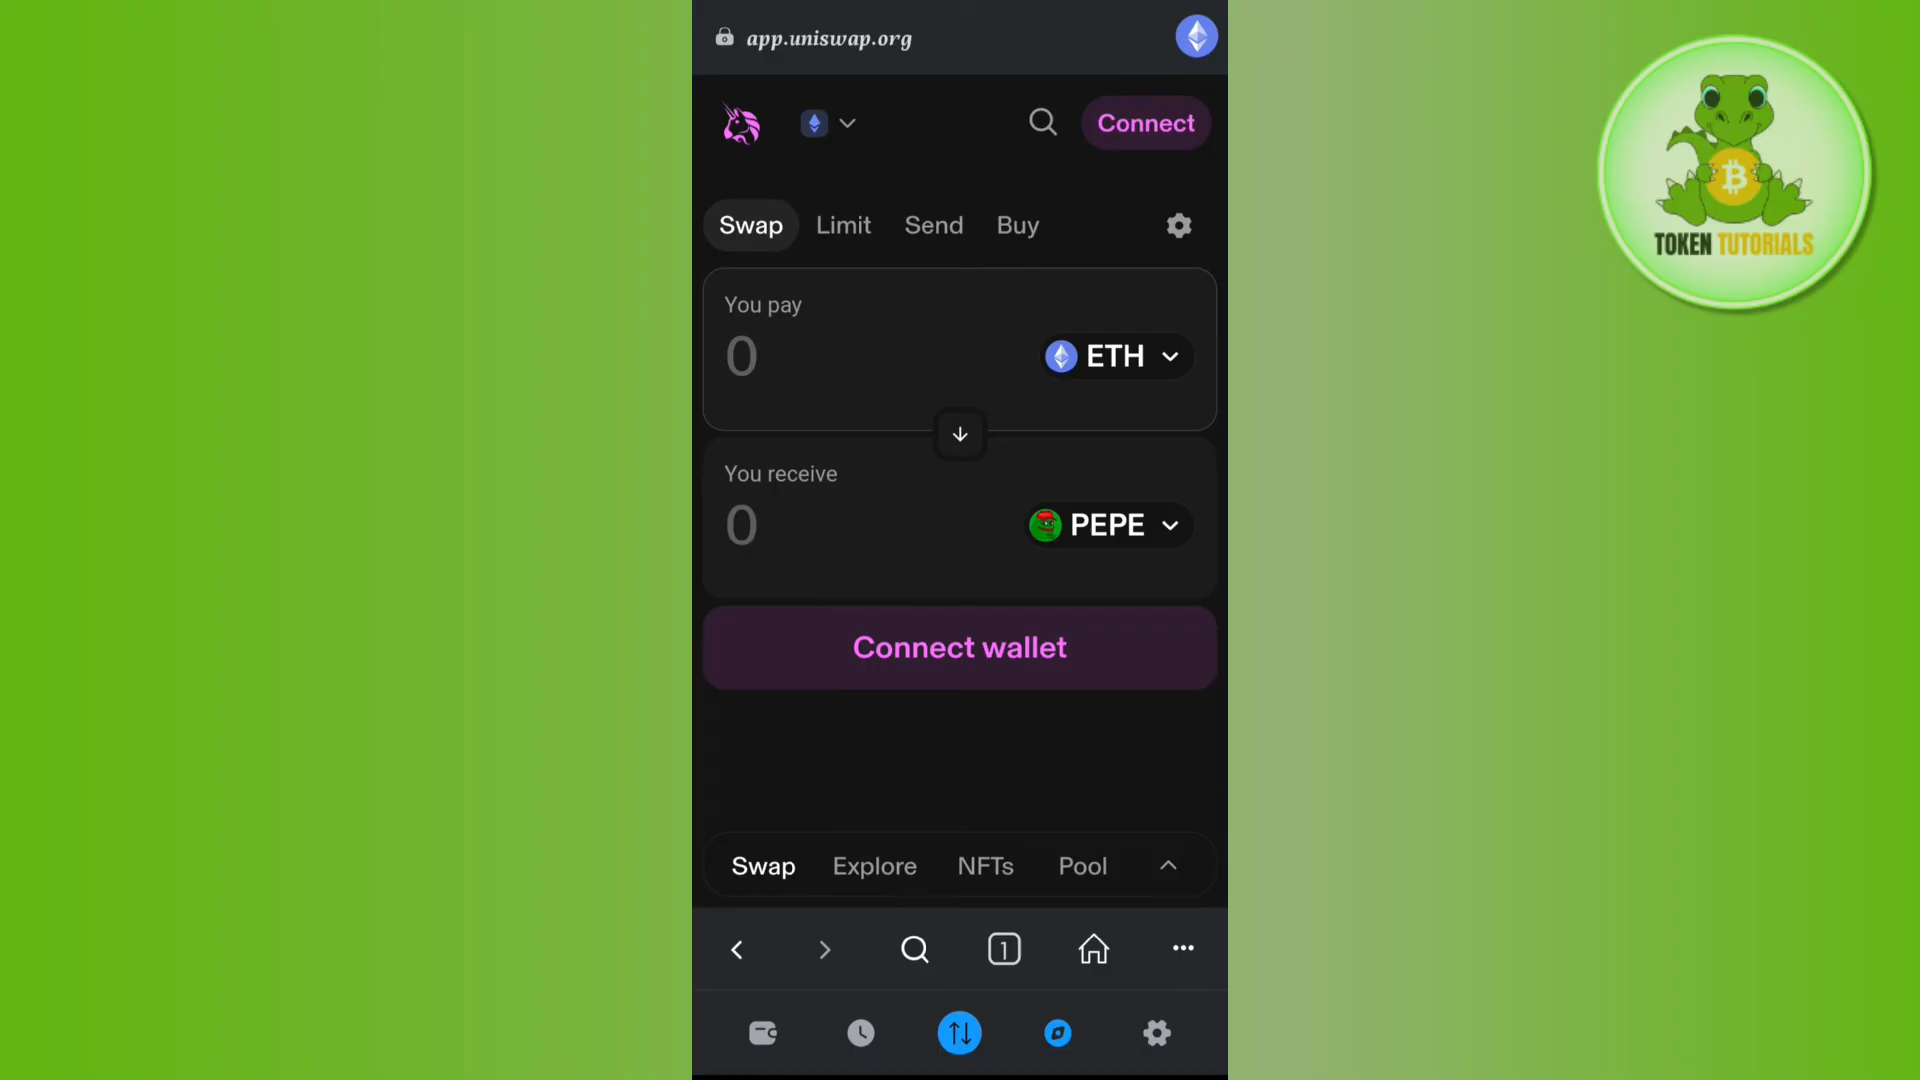 app.uniswap.org
Connect
Swap Limit Send Buy
You pay
0 ETH
You receive
0 PEPE
Connect wallet
Swap Explore NFTs Pool
1
TOKEN TUTORIALS